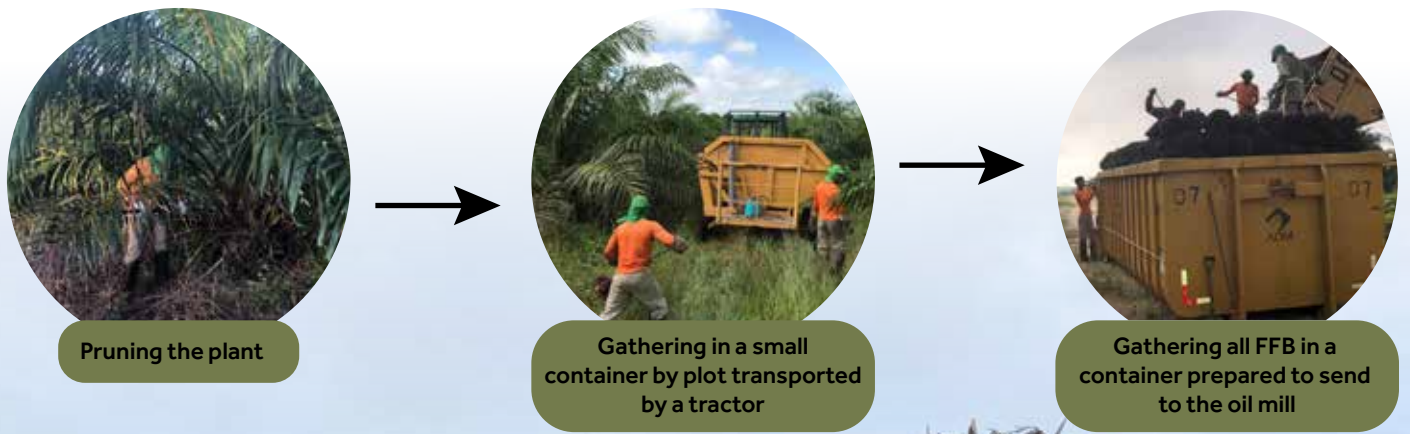 07
07
ADM
Pruning the plant
Gathering in a small
container by plot transported
by a tractor
Gathering all FFB in a
container prepared to send
to the oil mill